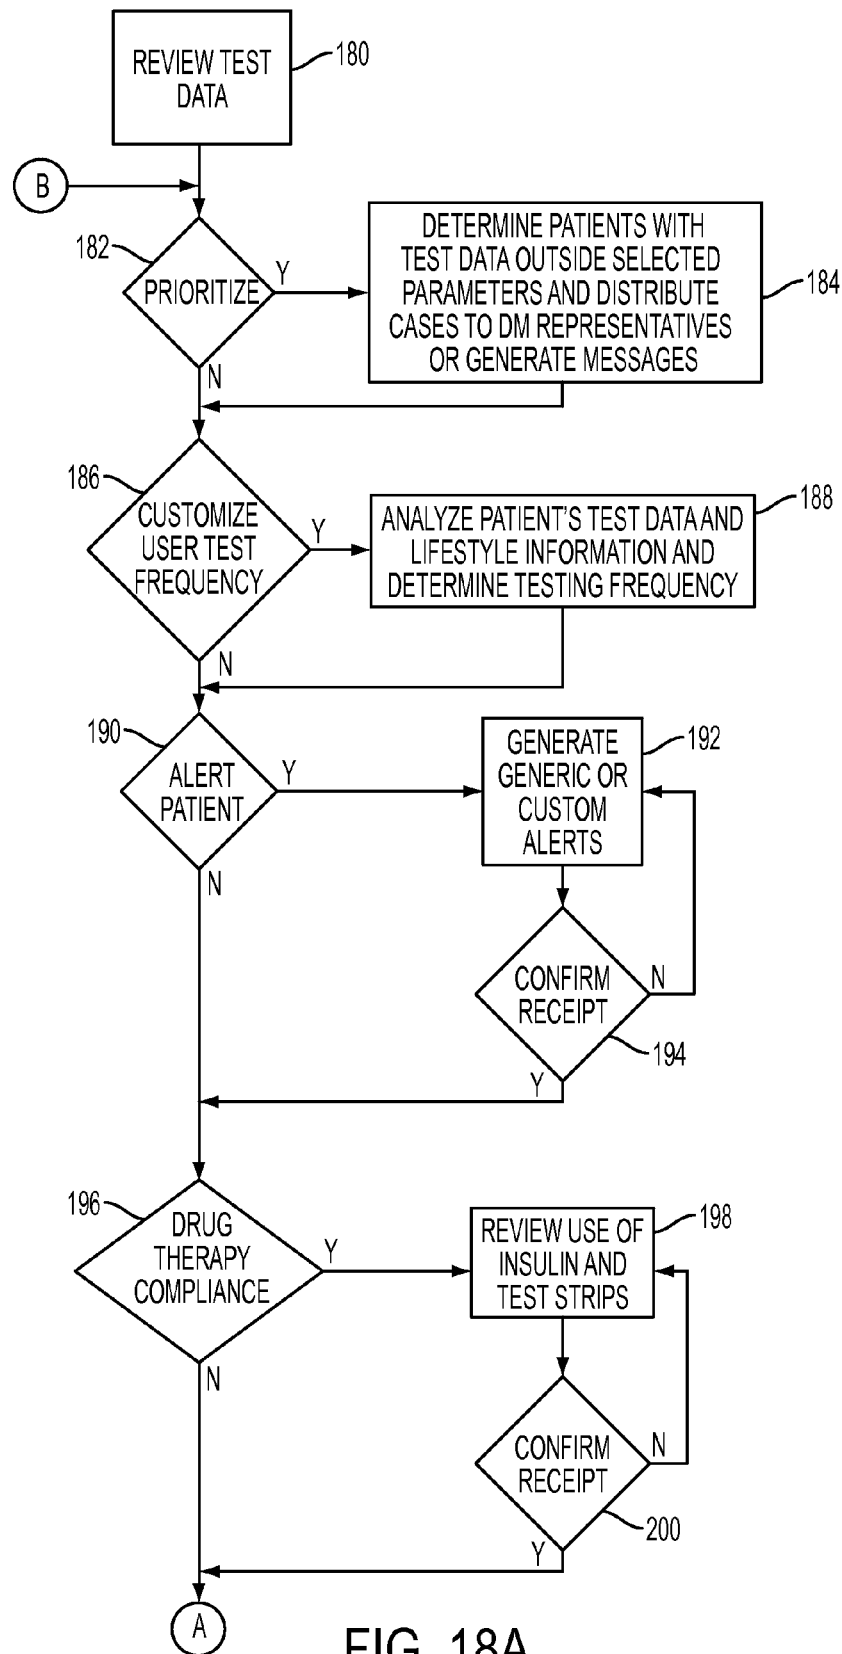 REVIEW TEST
DATA
180
B
182
PRIORITIZE
Y
N
DETERMINE PATIENTS WITH
TEST DATA OUTSIDE SELECTED
PARAMETERS AND DISTRIBUTE
CASES TO DM REPRESENTATIVES
OR GENERATE MESSAGES
184
186
CUSTOMIZE
USER TEST
FREQUENCY
Y
N
ANALYZE PATIENT'S TEST DATA AND
LIFESTYLE INFORMATION AND
DETERMINE TESTING FREQUENCY
188
190
ALERT
PATIENT
Y
N
GENERATE
GENERIC OR
CUSTOM
ALERTS
192
CONFIRM
RECEIPT
N
194
Y
196
DRUG
THERAPY
COMPLIANCE
Y
N
REVIEW USE OF
INSULIN AND
TEST STRIPS
198
CONFIRM
RECEIPT
N
200
Y
A
FIG. 18A